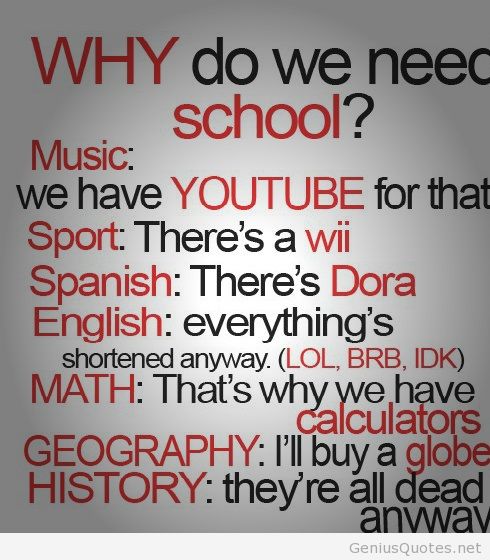 WHY do we need
school?
Music:
we have YOUTUBE for that
Sport: There's a wii
Spanish: There's Dora
English: everything's
shortened anyway. (LOL, BRB, IDK)
MATH: That's why we have
calculators
GEOGRAPHY: I'll buy a globe
HISTORY: they're all dead
anyway
GeniusQuotes.net